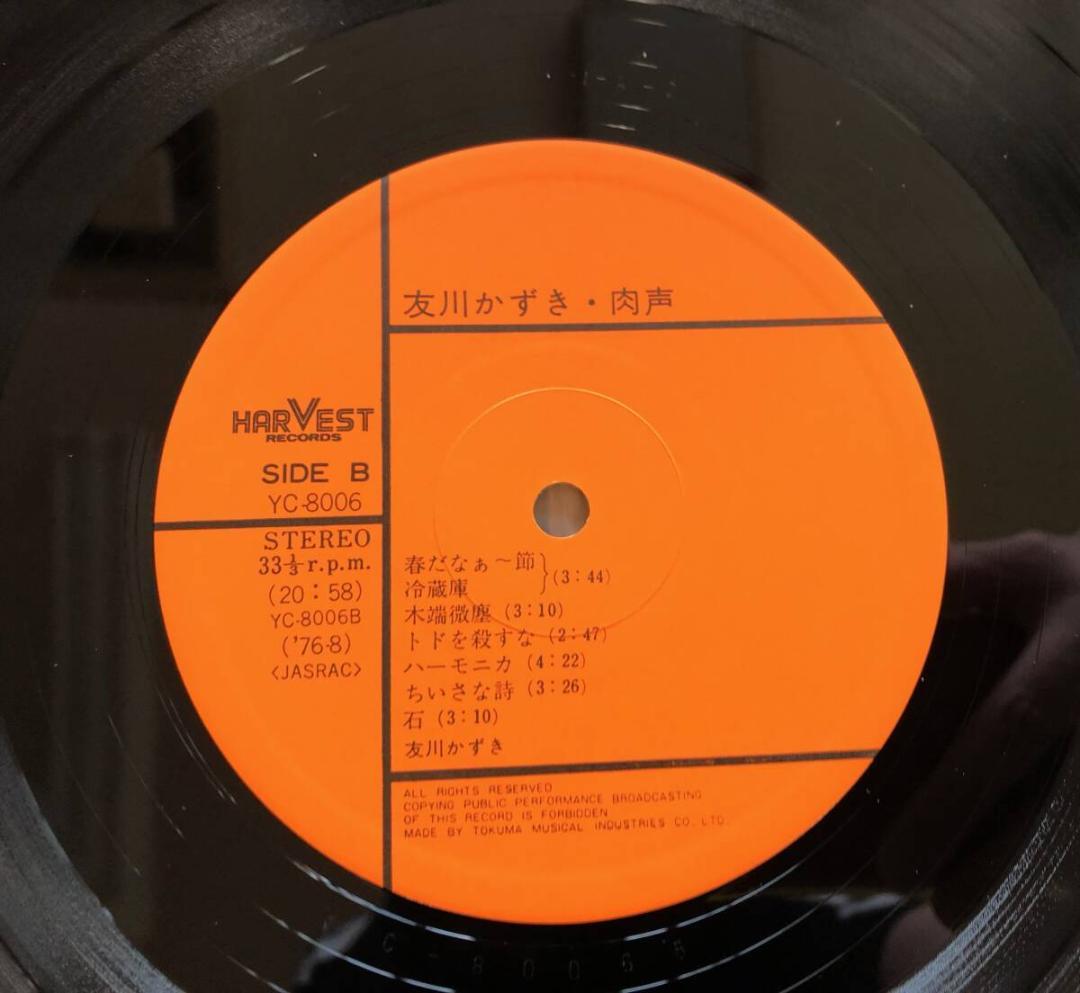 友川かずき・肉声
HARVEST
RECORDS
SIDE B
YC-8006
STEREO
33⅓r.p.m.
(20:58)
YC-8006B
('76-8)
<JASRAC>
春だなぁ～節
冷蔵庫
(3:44)
木端微塵 (3:10)
トドを殺すな (2:47)
ハーモニカ (4:22)
ちいさな詩 (3:26)
石 (3:10)
友川かずき
ALL RIGHTS RESERVED
COPYING PUBLIC PERFORMANCE BROADCASTING
OF THIS RECORD IS FORBIDDEN
MADE BY TOKUMA MUSICAL INDUSTRIES CO., LTD.